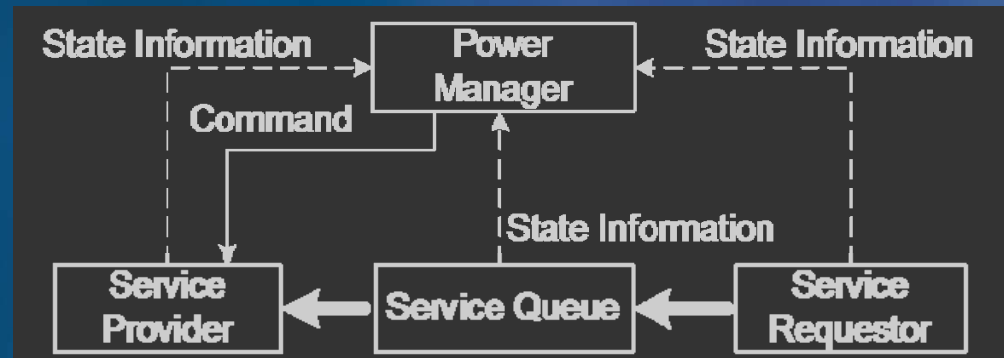 State Information
Power
Manager
State Information
Command
State Information
Service
Provider
Service Queue
Service
Requestor